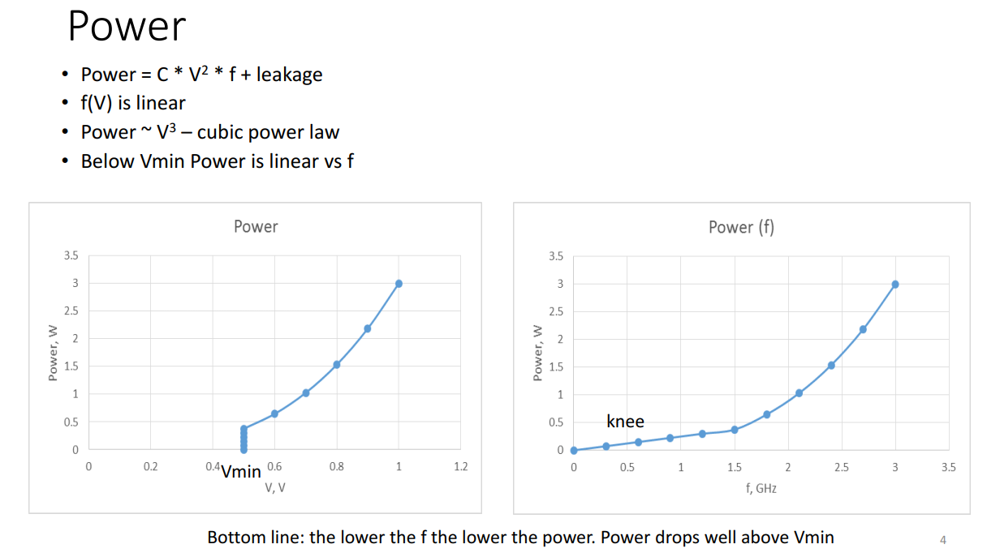 Power
• Power = C * V² * f + leakage
• f(V) is linear
• Power ~ V³ – cubic power law
• Below Vmin Power is linear vs f
Power
3.5
3
2.5
2
1.5
1
0.5
0
Power, W
0 0.2 0.4 0.6 0.8 1 1.2
Vmin
V, V
Power (f)
3.5
3
2.5
2
1.5
1
0.5
0
Power, W
knee
0 0.5 1 1.5 2 2.5 3 3.5
f, GHz
Bottom line: the lower the f the lower the power. Power drops well above Vmin
4